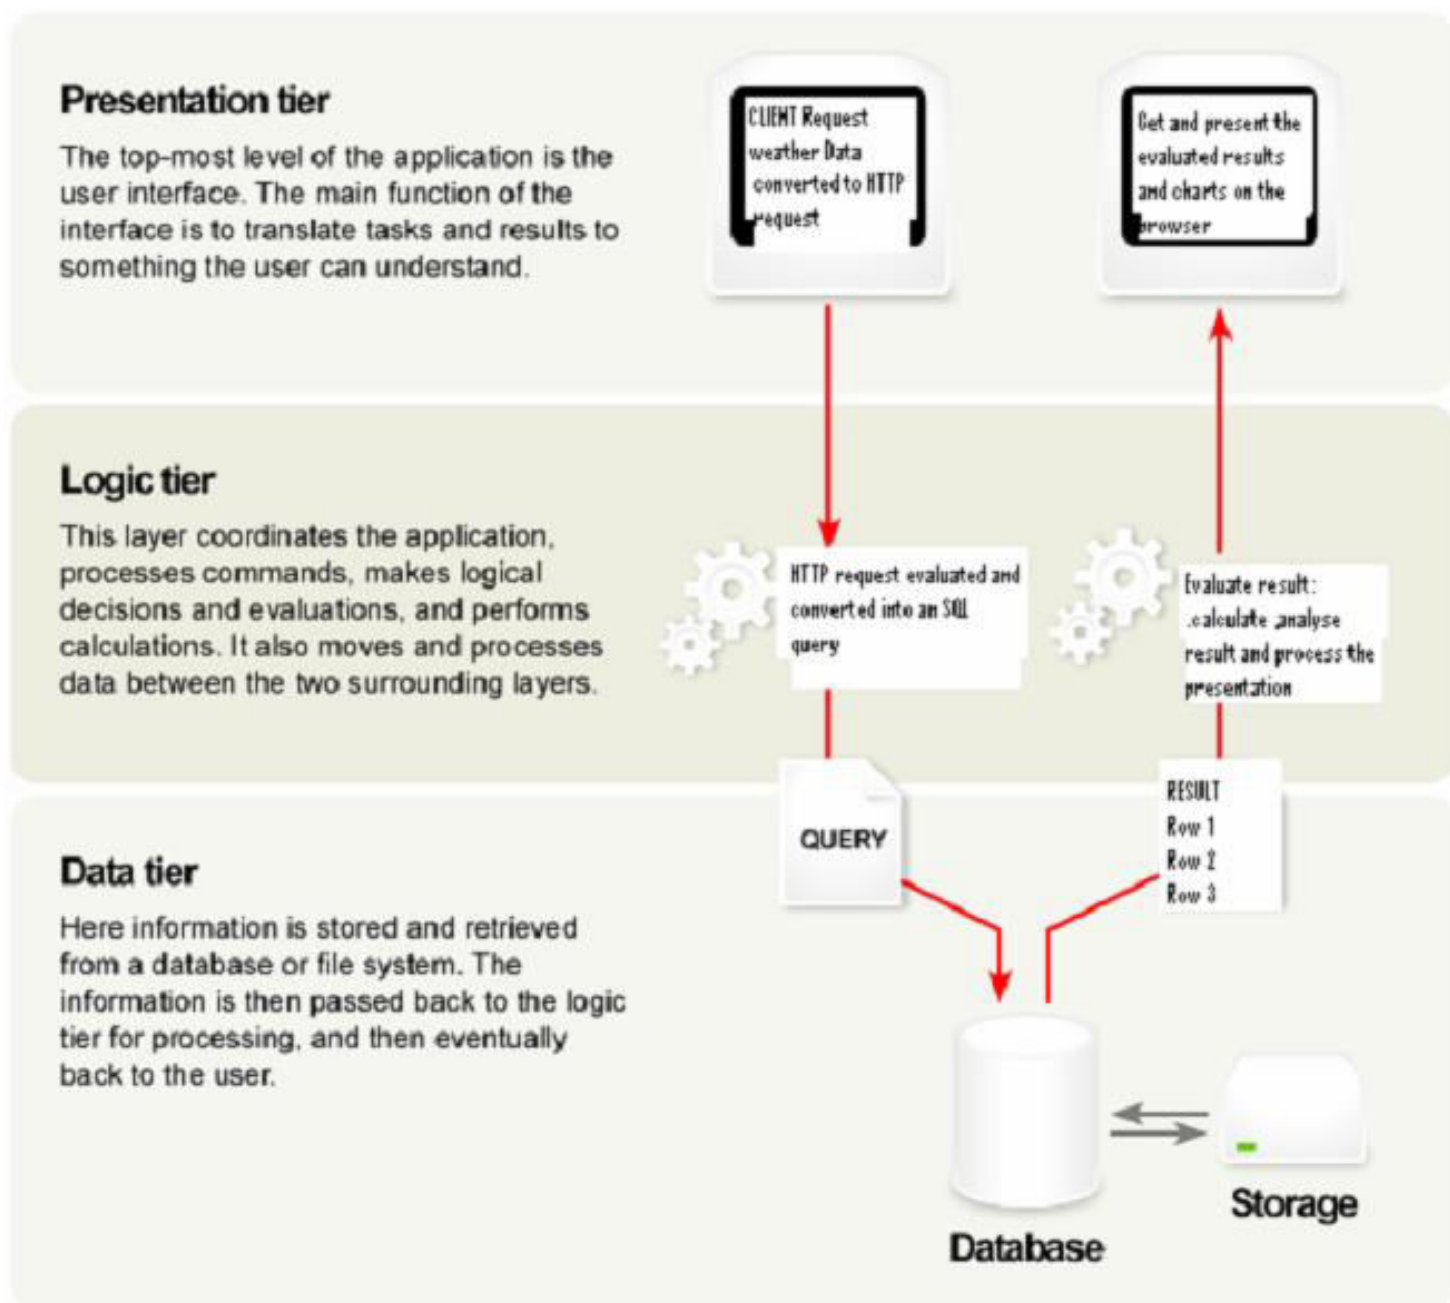 Presentation tier
The top-most level of the application is the
user interface. The main function of the
interface is to translate tasks and results to
something the user can understand.
CLIENT Request
weather Data
converted to HTTP
request
Get and present the
evaluated results
and charts on the
browser
Logic tier
This layer coordinates the application,
processes commands, makes logical
decisions and evaluations, and performs
calculations. It also moves and processes
data between the two surrounding layers.
HTTP request evaluated and
converted into an SQL
query
Evaluate result:
.calculate ,analyse
result and process the
presentation
QUERY
RESULT
Row 1
Row 2
Row 3
Data tier
Here information is stored and retrieved
from a database or file system. The
information is then passed back to the logic
tier for processing, and then eventually
back to the user.
Database
Storage